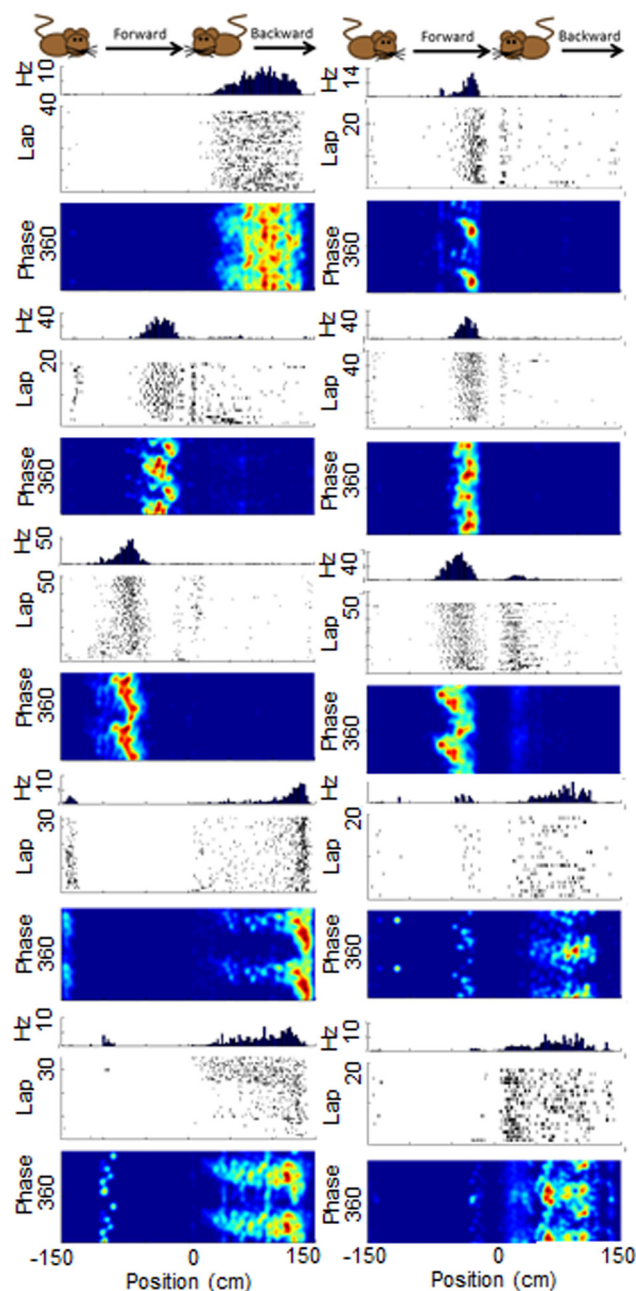 Forward Backward Forward Backward
Hz 10 Hz 14
Lap 40 Lap 20
Phase 360 Phase 360
Hz 40 Hz 40
Lap 20 Lap 40
Phase 360 Phase 360
Hz 50 Hz 40
Lap 50 Lap 50
Phase 360 Phase 360
Hz 10 Hz
Lap 30 Lap 20
Phase 360 Phase 360
Hz 10 Hz 10
Lap 30 Lap 20
Phase 360 Phase 360
-150 0 150 -150 0 150
Position (cm) Position (cm)